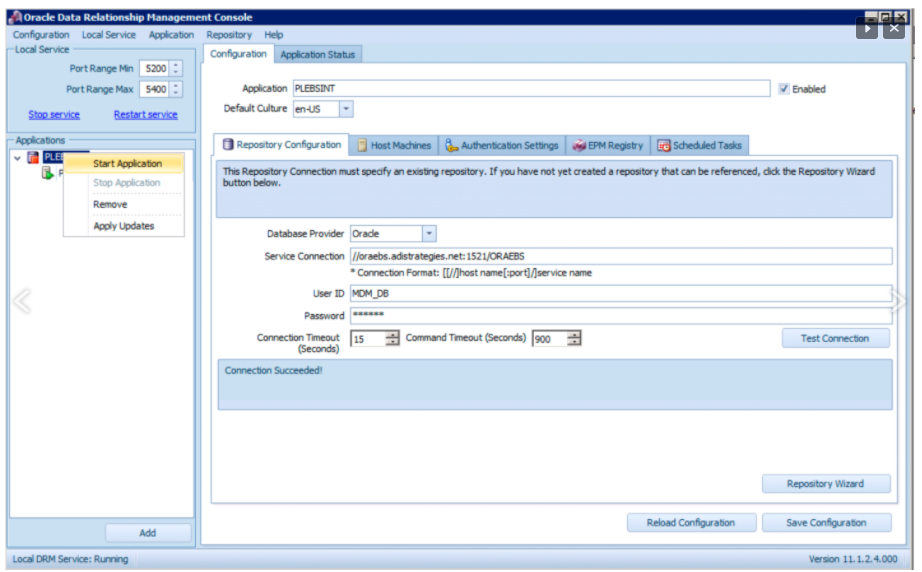 Oracle Data Relationship Management Console
Configuration Local Service Application Repository Help
Local Service
Port Range Min 5200
Port Range Max 5400
Stop service Restart service
Applications
Start Application
Stop Application
Remove
Apply Updates
Add
Configuration Application Status
Application PLEBSINT Enabled
Default Culture en-US
Repository Configuration Host Machines Authentication Settings EPM Registry Scheduled Tasks
This Repository Connection must specify an existing repository. If you have not yet created a repository that can be referenced, click the Repository Wizard
button below.
Database Provider Oracle
Service Connection //oraebs.adistrategies.net:1521/ORAEBS
* Connection Format: [[//]host name[:port]/]service name
User ID MDM_DB
Password ******
Connection Timeout 15 Command Timeout (Seconds) 900 Test Connection
(Seconds)
Connection Succeeded!
Repository Wizard
Reload Configuration Save Configuration
Local DRM Service: Running Version 11.1.2.4.000